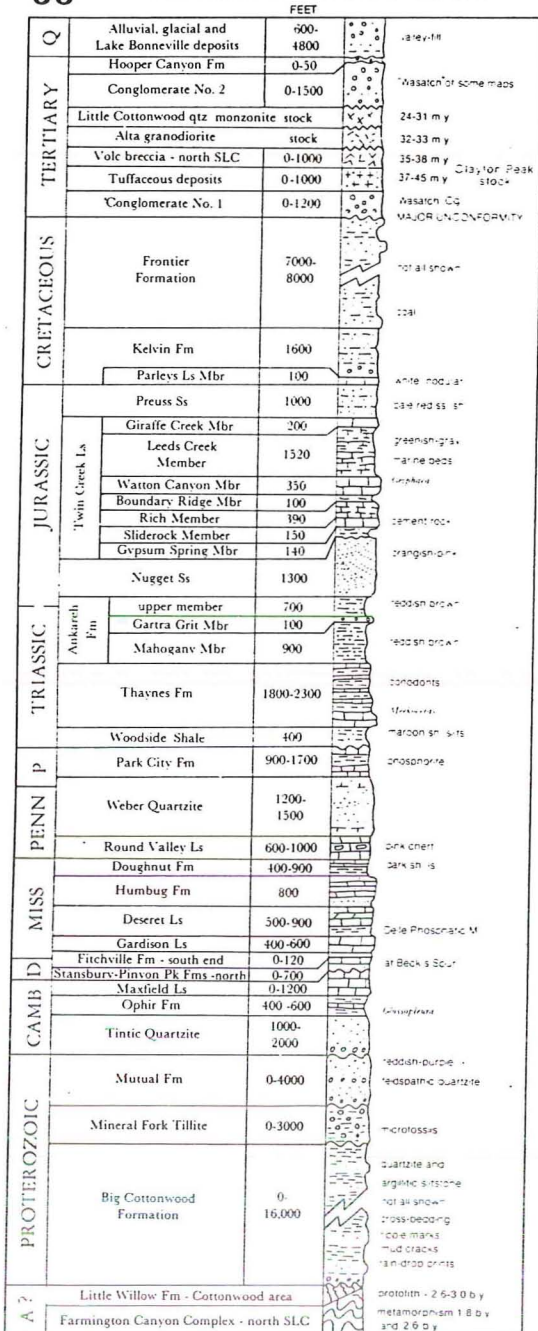 FEET
Q
Alluvial, glacial and
Lake Bonneville deposits
600-
4800
valley-fill
TERTIARY
Hooper Canyon Fm
0-50
Conglomerate No. 2
0-1500
"Wasatch" of some maps
Little Cottonwood qtz monzonite stock
24-31 m y
Alta granodiorite
stock
32-33 m y
Volc breccia - north SLC
0-1000
35-38 m y
Clayton Peak
stock
Tuffaceous deposits
0-1000
37-45 m y
Conglomerate No. 1
0-1200
Wasatch Cg
MAJOR UNCONFORMITY
CRETACEOUS
Frontier
Formation
7000-
8000
not all shown
coal
Kelvin Fm
1600
Parleys Ls Mbr
100
white nodular
JURASSIC
Preuss Ss
1000
pale red ss sh
Twin Creek Ls
Giraffe Creek Mbr
200
Leeds Creek
Member
1520
greenish-gray
marine beds
Watton Canyon Mbr
350
Boundary Ridge Mbr
100
Rich Member
390
cement rock
Sliderock Member
150
Gypsum Spring Mbr
140
orangish-pink
Nugget Ss
1300
TRIASSIC
Ankareh
Fm
upper member
700
reddish brown
Gartra Grit Mbr
100
Mahogany Mbr
900
reddish brown
Thaynes Fm
1800-2300
conodonts
Woodside Shale
400
maroon sh slts
P
Park City Fm
900-1700
phosphorite
PENN
Weber Quartzite
1200-
1500
Round Valley Ls
600-1000
pink chert
MISS
Doughnut Fm
400-900
dark sh ls
Humbug Fm
800
Deseret Ls
500-900
Delle Phosphatic M
Gardison Ls
400-600
D
Fitchville Fm - south end
0-120
at Beck s Spur
Stansbury-Pinyon Pk Fms -north
0-700
CAMB
Maxfield Ls
0-1200
Ophir Fm
400 -600
Glossopleura
Tintic Quartzite
1000-
2000
PROTEROZOIC
Mutual Fm
0-4000
reddish-purple
feldspathic quartzite
Mineral Fork Tillite
0-3000
microfossils
Big Cottonwood
Formation
0-
16,000
quartzite and
argillitic siltstone
not all shown
cross-bedding
ripple marks
mud cracks
rain-drop prints
A ?
Little Willow Fm - Cottonwood area
protolith - 2 6-3 0 b y
Farmington Canyon Complex - north SLC
metamorphism 1 8 b y
and 2 6 b y